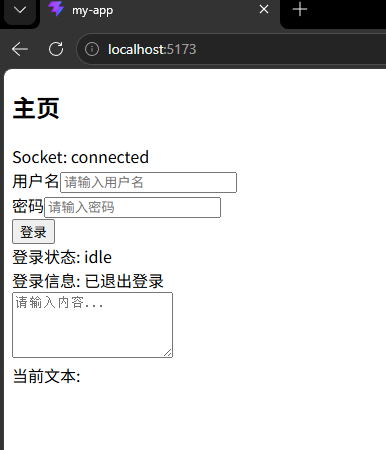 my-app
localhost:5173
主页
Socket: connected
用户名 请输入用户名
密码 请输入密码
登录
登录状态: idle
登录信息: 已退出登录
请输入内容...
当前文本: